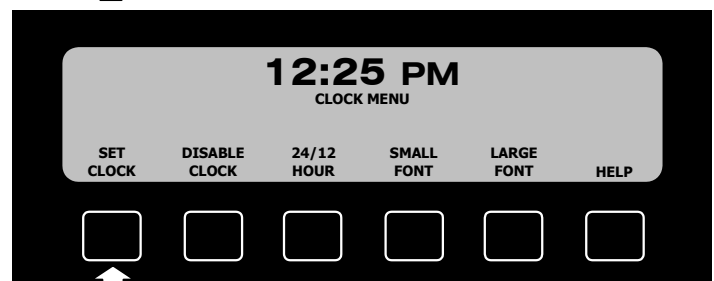 12:25 PM
CLOCK MENU
SET DISABLE 24/12 SMALL LARGE
CLOCK CLOCK HOUR FONT FONT HELP